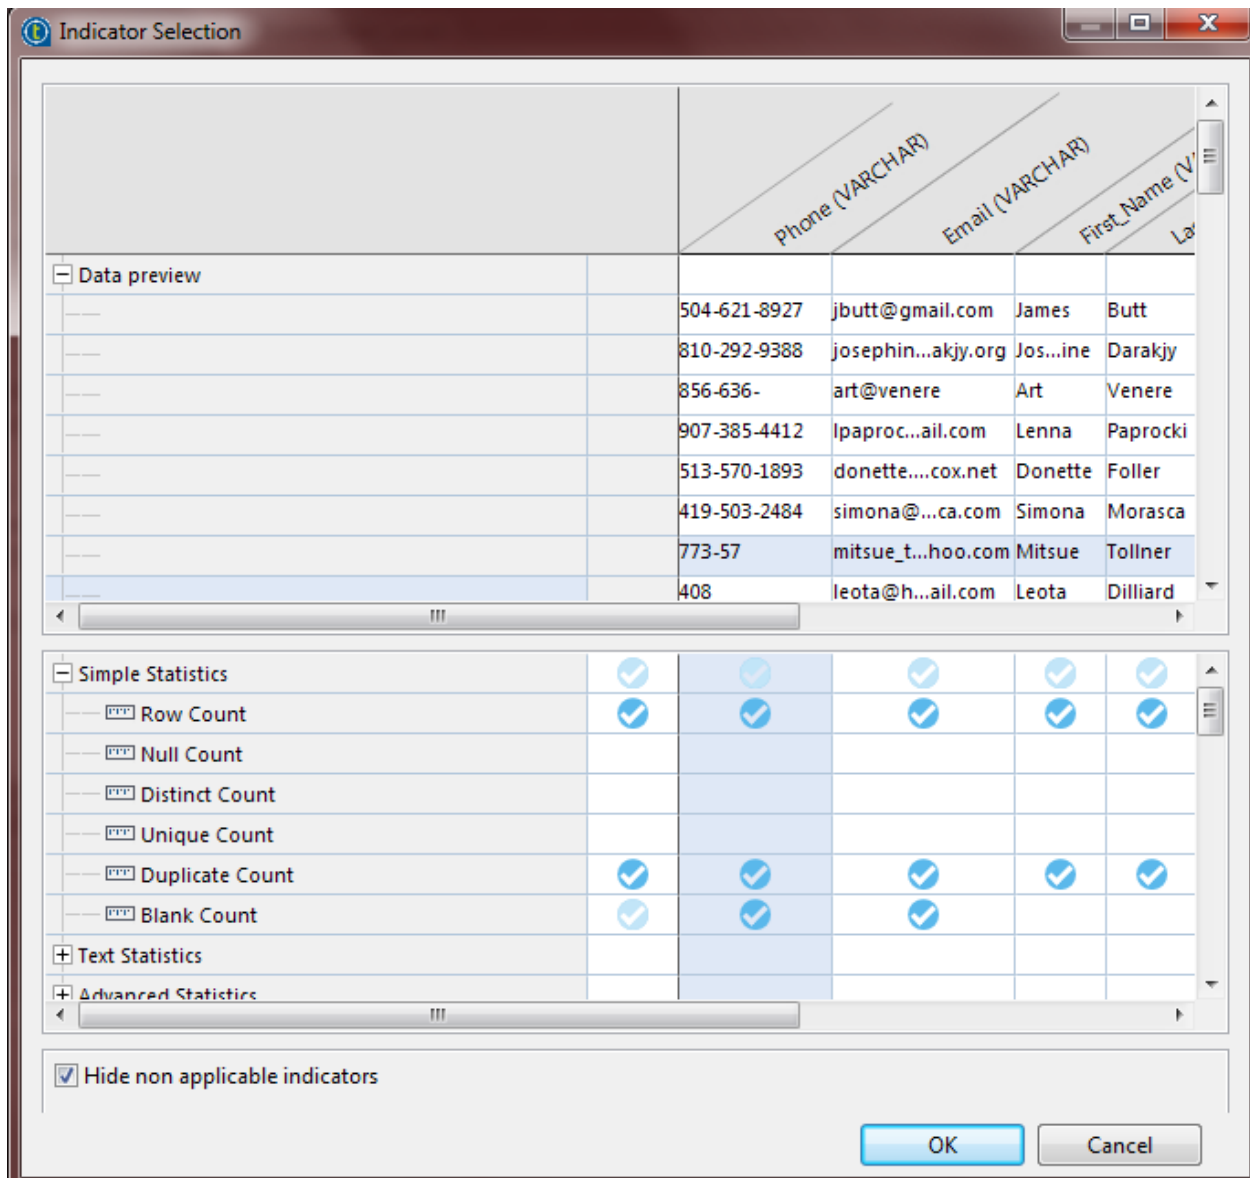 Indicator Selection
Phone (VARCHAR)
Email (VARCHAR)
First_Name (V
La
Data preview
504-621-8927 jbutt@gmail.com James Butt
810-292-9388 josephin...akjy.org Jos...ine Darakjy
856-636- art@venere Art Venere
907-385-4412 lpaproc...ail.com Lenna Paprocki
513-570-1893 donette....cox.net Donette Foller
419-503-2484 simona@...ca.com Simona Morasca
773-57 mitsue_t...hoo.com Mitsue Tollner
408 leota@h...ail.com Leota Dilliard
Simple Statistics
Row Count
Null Count
Distinct Count
Unique Count
Duplicate Count
Blank Count
Text Statistics
Advanced Statistics
Hide non applicable indicators
OK Cancel